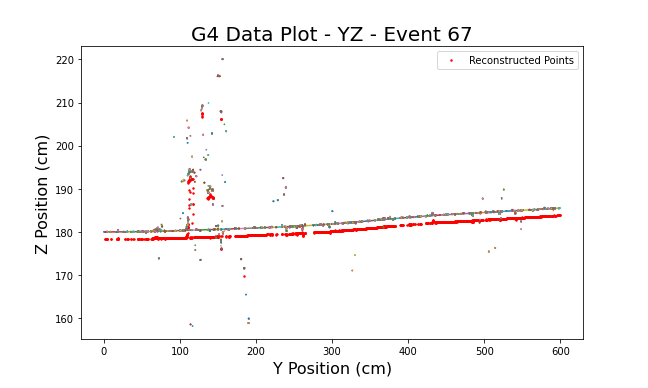 G4 Data Plot - YZ - Event 67
Reconstructed Points
220
210
200
190
180
170
160
Z Position (cm)
0 100 200 300 400 500 600
Y Position (cm)